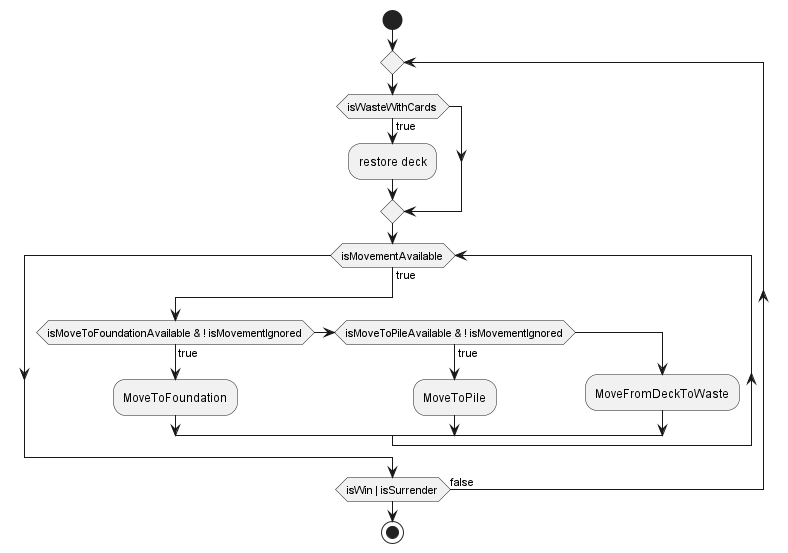 isWasteWithCards
true
restore deck
isMovementAvailable
true
isMoveToFoundationAvailable & ! isMovementIgnored
isMoveToPileAvailable & ! isMovementIgnored
true
true
MoveToFoundation
MoveToPile
MoveFromDeckToWaste
isWin | isSurrender
false